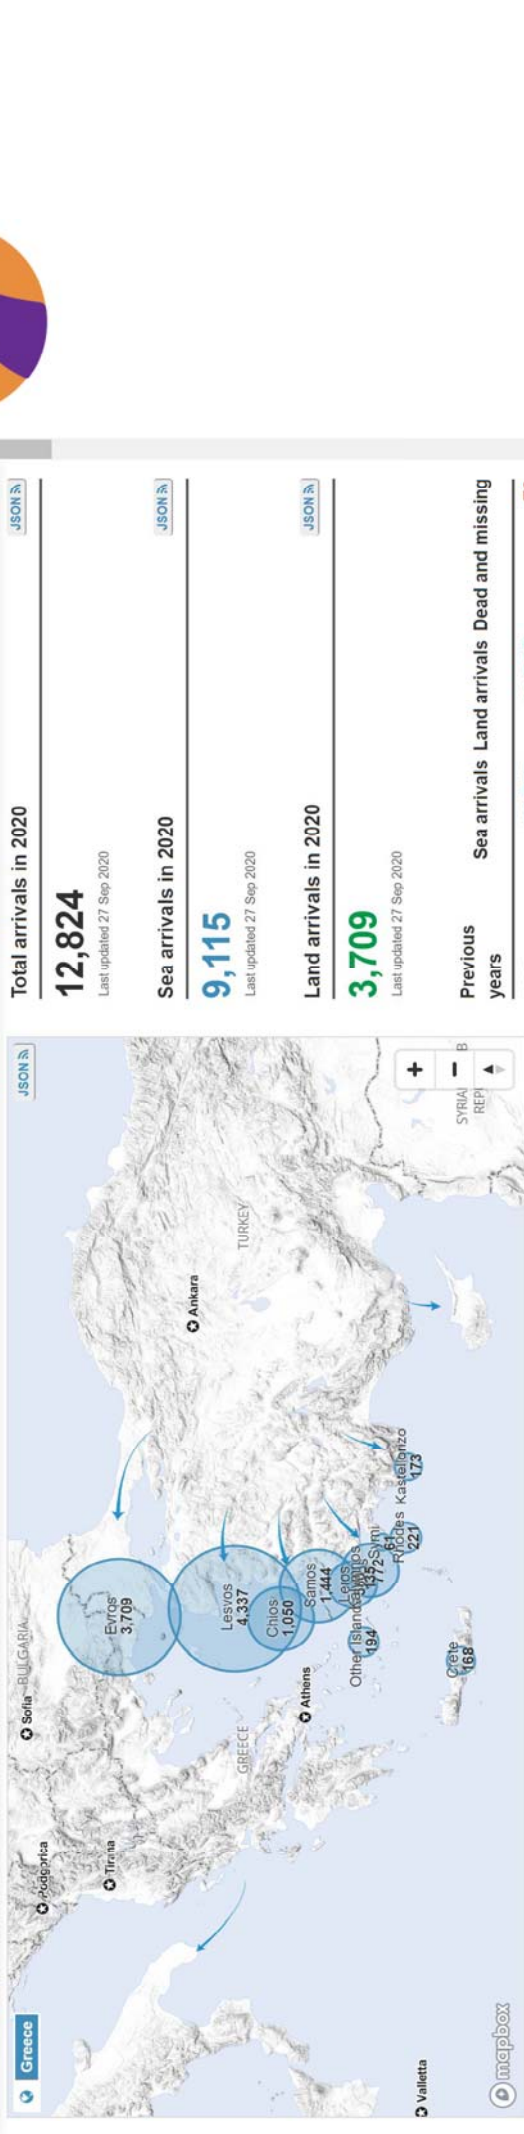 Greece
JSON
Podgorica
Sofia
BULGARIA
Tirana
Evros
3,709
Lesvos
4,337
Chios
1,050
Samos
1,444
Leros
135
772
Symi
61
Rhodes
221
Kastellorizo
173
Other Islands
194
Crete
168
GREECE
Athens
TURKEY
Ankara
SYRIA
REP
B
Valletta
mapbox
+
−
Total arrivals in 2020
JSON
12,824
Last updated 27 Sep 2020
Sea arrivals in 2020
JSON
9,115
Last updated 27 Sep 2020
Land arrivals in 2020
JSON
3,709
Last updated 27 Sep 2020
Previous years
Sea arrivals Land arrivals Dead and missing